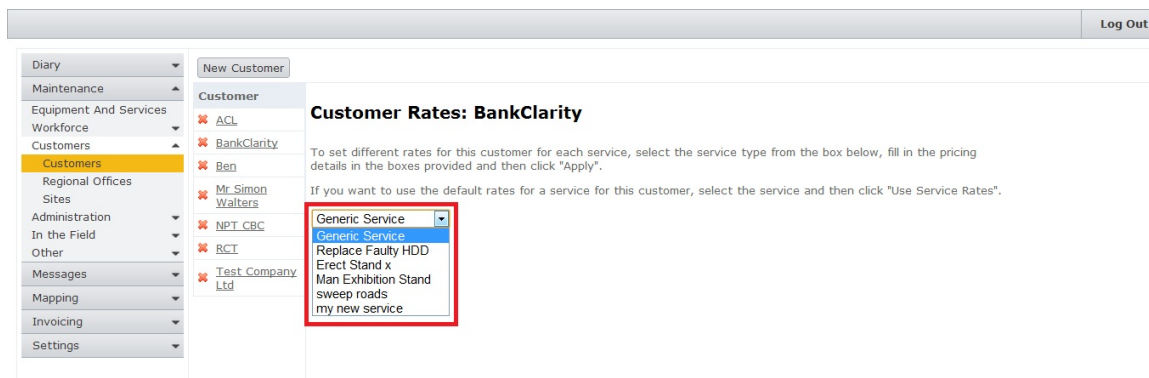 Log Out
Diary
Maintenance
Equipment And Services
Workforce
Customers
Customers
Regional Offices
Sites
Administration
In the Field
Other
Messages
Mapping
Invoicing
Settings
New Customer
Customer
ACL
BankClarity
Ben
Mr Simon
Walters
NPT CBC
RCT
Test Company
Ltd
Customer Rates: BankClarity
To set different rates for this customer for each service, select the service type from the box below, fill in the pricing
details in the boxes provided and then click "Apply".
If you want to use the default rates for a service for this customer, select the service and then click "Use Service Rates".
Generic Service
Generic Service
Replace Faulty HDD
Erect Stand x
Man Exhibition Stand
sweep roads
my new service